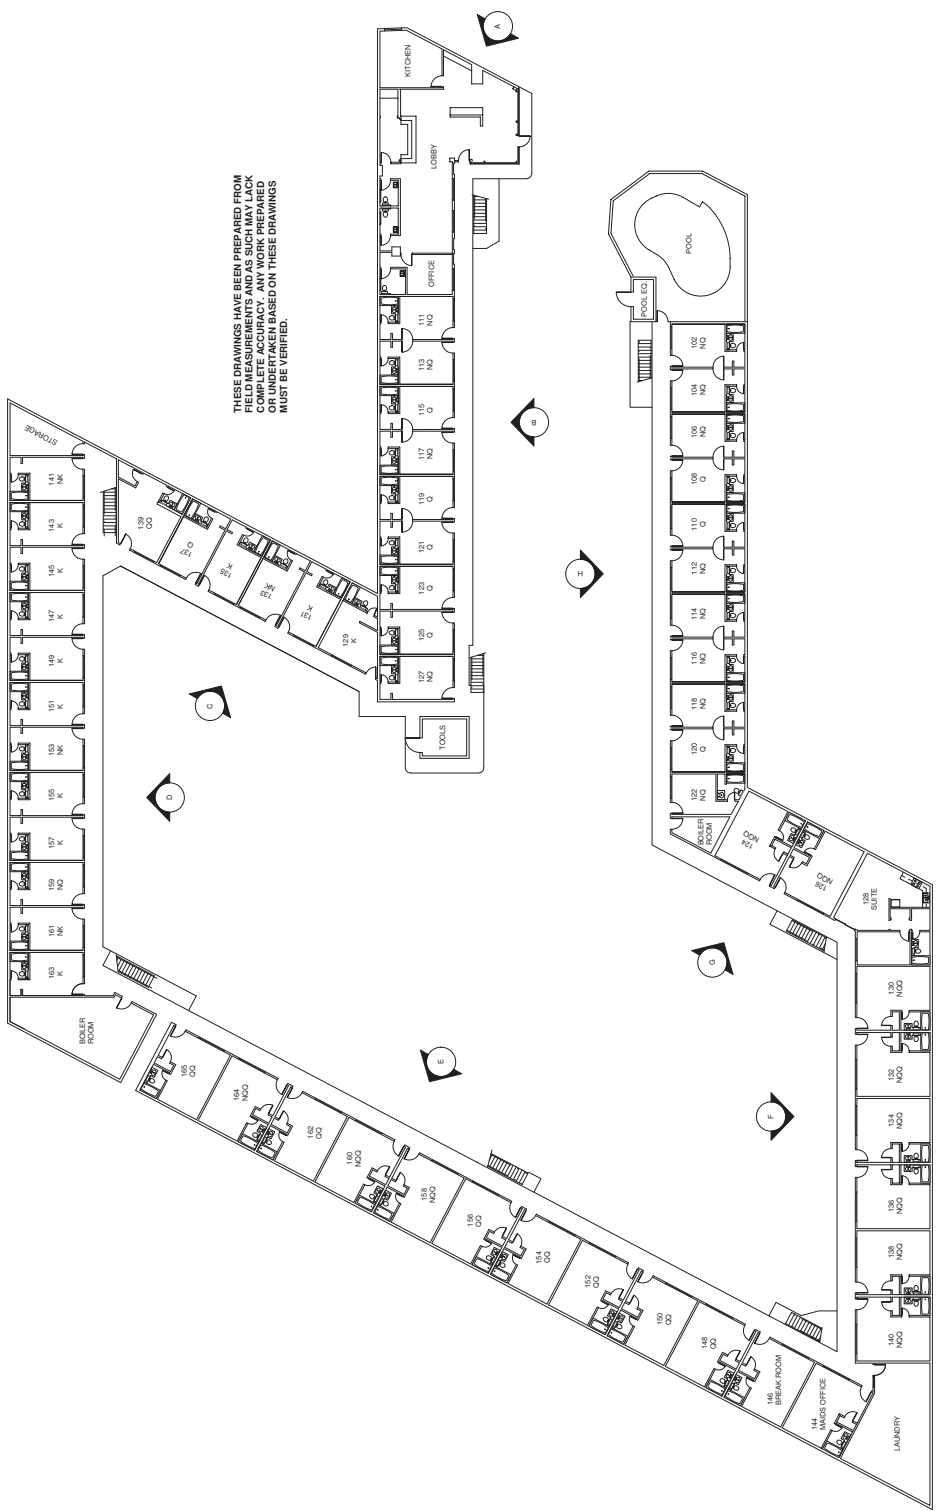 A
KITCHEN
LOBBY
OFFICE
THESE DRAWINGS HAVE BEEN PREPARED FROM
FIELD MEASUREMENTS AND AS SUCH MAY LACK
COMPLETE ACCURACY. ANY WORK PREPARED
OR UNDERTAKEN BASED ON THESE DRAWINGS
MUST BE VERIFIED.
POOL
POOL EQ.
111
NQ
113
NQ
115
Q
117
NQ
119
Q
121
Q
123
Q
125
Q
127
NQ
TOOLS
B
H
102
NQ
104
NQ
106
NQ
108
Q
110
Q
112
NQ
114
NQ
116
NQ
118
NQ
120
Q
122
NQ
BOILER
ROOM
124
NQQ
126
NQQ
128
SUITE
130
NQQ
132
NQQ
134
NQQ
136
NQQ
138
NQQ
140
NQQ
LAUNDRY
STORAGE
141
NK
143
K
145
K
147
K
149
K
151
K
153
NK
155
K
157
K
159
NQ
161
NK
163
K
BOILER
ROOM
139
QQ
137
Q
135
K
133
NK
131
K
129
K
C
D
E
G
F
165
QQ
164
NQQ
162
QQ
160
NQQ
158
NQQ
156
QQ
154
QQ
152
QQ
150
QQ
148
QQ
146
BREAK ROOM
144
MAIDS OFFICE